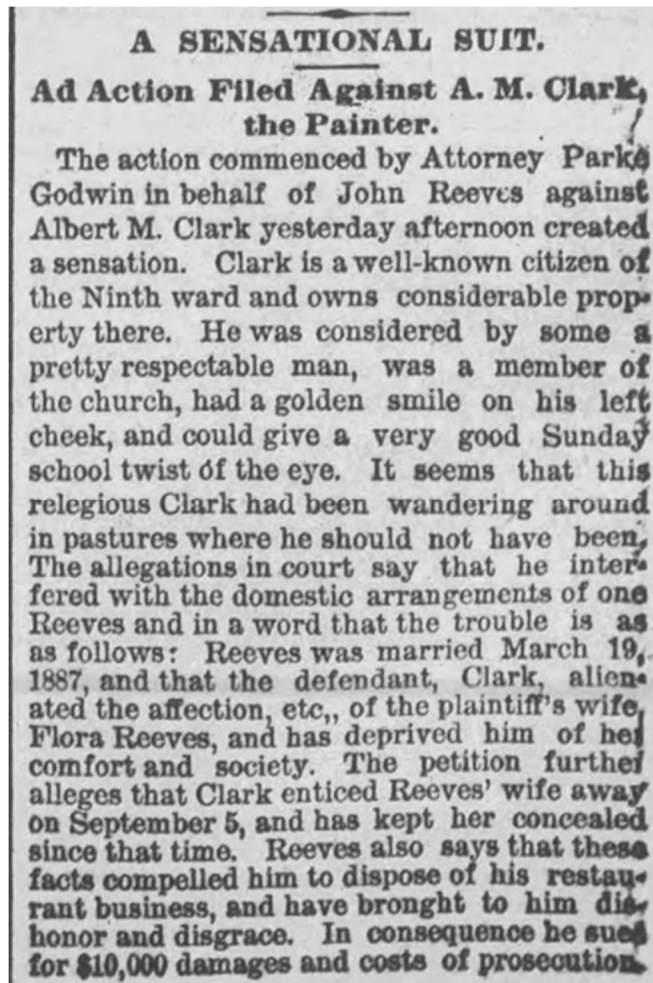 A SENSATIONAL SUIT.
Ad Action Filed Against A. M. Clark,
the Painter.
The action commenced by Attorney Parke
Godwin in behalf of John Reeves against
Albert M. Clark yesterday afternoon created
a sensation. Clark is a well-known citizen of
the Ninth ward and owns considerable prop-
erty there. He was considered by some a
pretty respectable man, was a member of
the church, had a golden smile on his left
cheek, and could give a very good Sunday
school twist of the eye. It seems that this
relegious Clark had been wandering around
in pastures where he should not have been.
The allegations in court say that he inter-
fered with the domestic arrangements of one
Reeves and in a word that the trouble is as
as follows: Reeves was married March 19,
1887, and that the defendant, Clark, alien-
ated the affection, etc,, of the plaintiff's wife,
Flora Reeves, and has deprived him of her
comfort and society. The petition further
alleges that Clark enticed Reeves' wife away
on September 5, and has kept her concealed
since that time. Reeves also says that these
facts compelled him to dispose of his restau-
rant business, and have bronght to him dis-
honor and disgrace. In consequence he sues
for $10,000 damages and costs of prosecution.